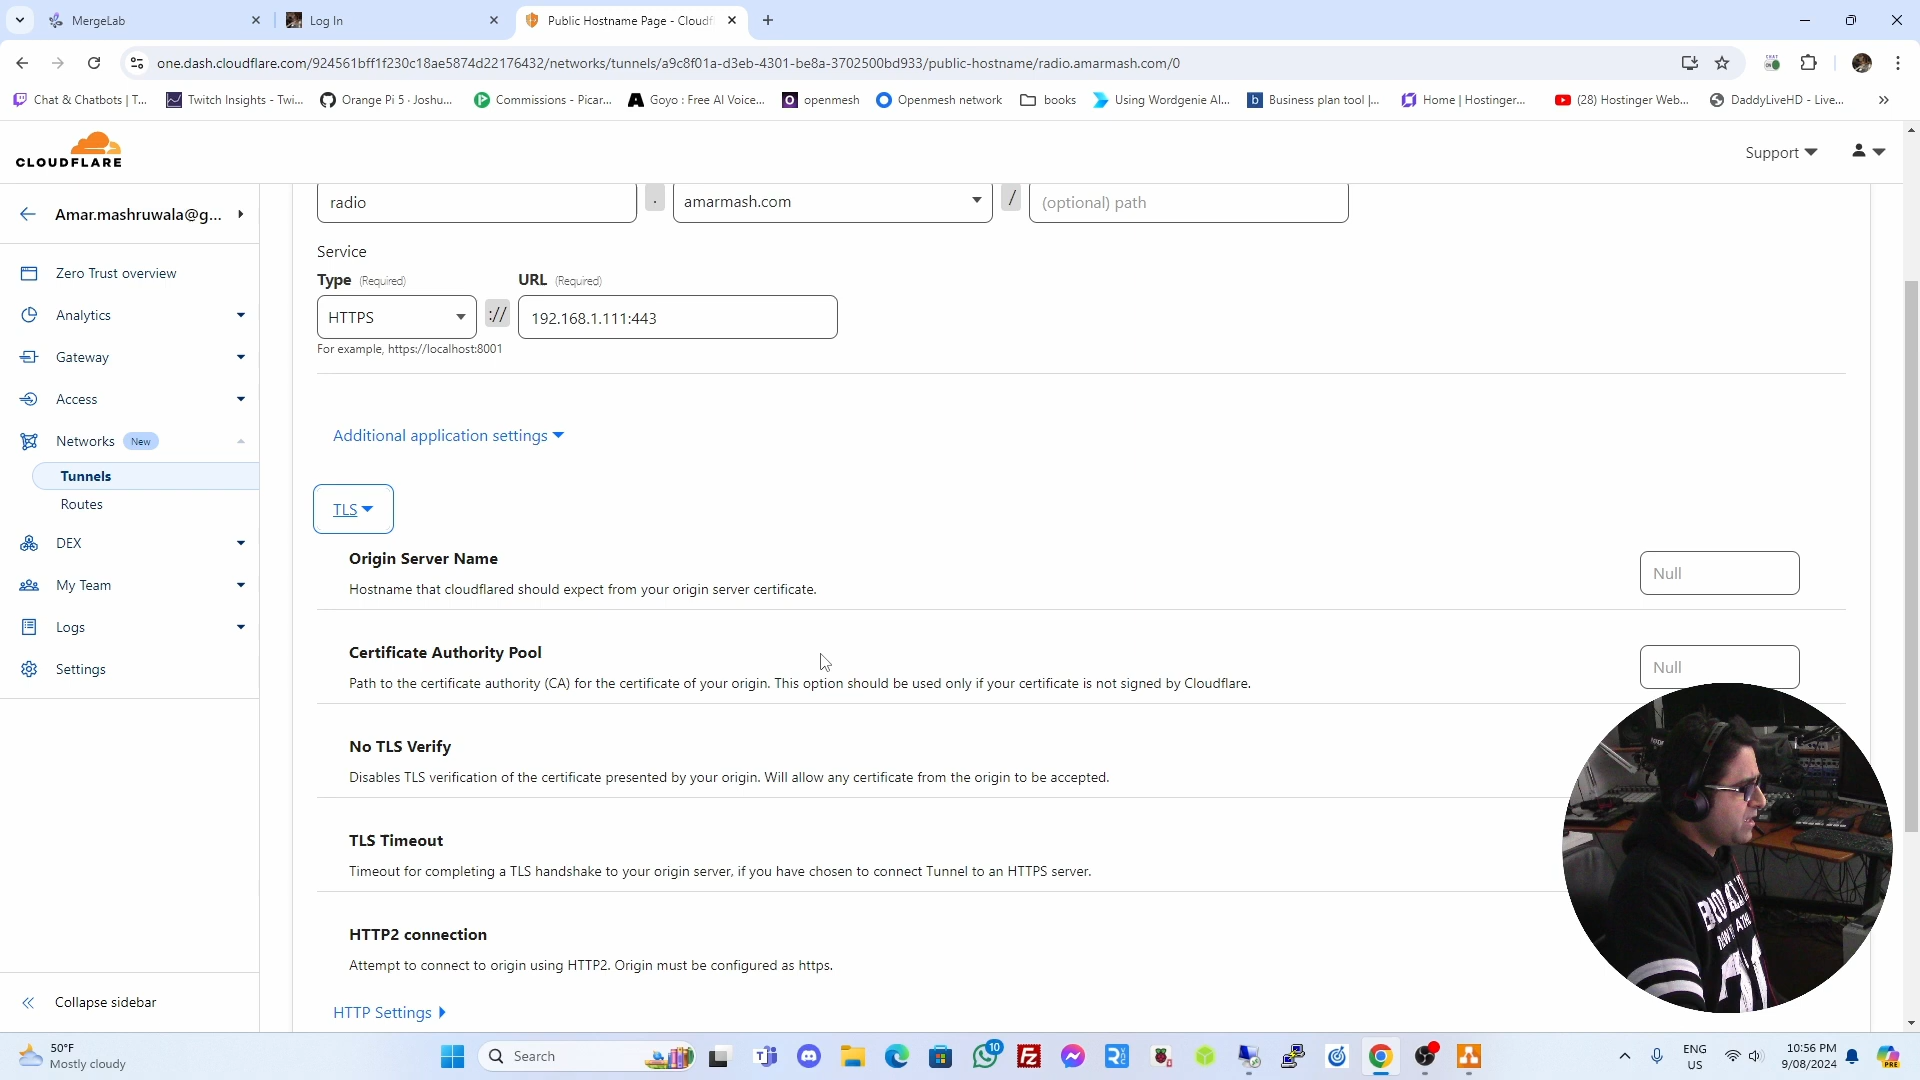 MergeLab
Log In
Public Hostname Page - Cloudf
one.dash.cloudflare.com/924561bff1f230c18ae5874d22176432/networks/tunnels/a9c8f01a-d3eb-4301-be8a-3702500bd933/public-hostname/radio.amarmash.com/0
Chat & Chatbots | T...
Twitch Insights - Twi...
Orange Pi 5 · Joshu...
Commissions - Picar...
Goyo : Free AI Voice...
openmesh
Openmesh network
books
Using Wordgenie AI...
Business plan tool |...
Home | Hostinger...
(28) Hostinger Web...
DaddyLiveHD - Live...
CLOUDFLARE
Support
Amar.mashruwala@g...
Zero Trust overview
Analytics
Gateway
Access
Networks New
Tunnels
Routes
DEX
My Team
Logs
Settings
Collapse sidebar
radio . amarmash.com / (optional) path
Service
Type (Required) URL (Required)
HTTPS :// 192.168.1.111:443
For example, https://localhost:8001
Additional application settings
TLS
Origin Server Name
Hostname that cloudflared should expect from your origin server certificate.
Null
Certificate Authority Pool
Path to the certificate authority (CA) for the certificate of your origin. This option should be used only if your certificate is not signed by Cloudflare.
Null
No TLS Verify
Disables TLS verification of the certificate presented by your origin. Will allow any certificate from the origin to be accepted.
TLS Timeout
Timeout for completing a TLS handshake to your origin server, if you have chosen to connect Tunnel to an HTTPS server.
HTTP2 connection
Attempt to connect to origin using HTTP2. Origin must be configured as https.
HTTP Settings
50°F
Mostly cloudy
Search
10
ENG
US
10:56 PM
9/08/2024